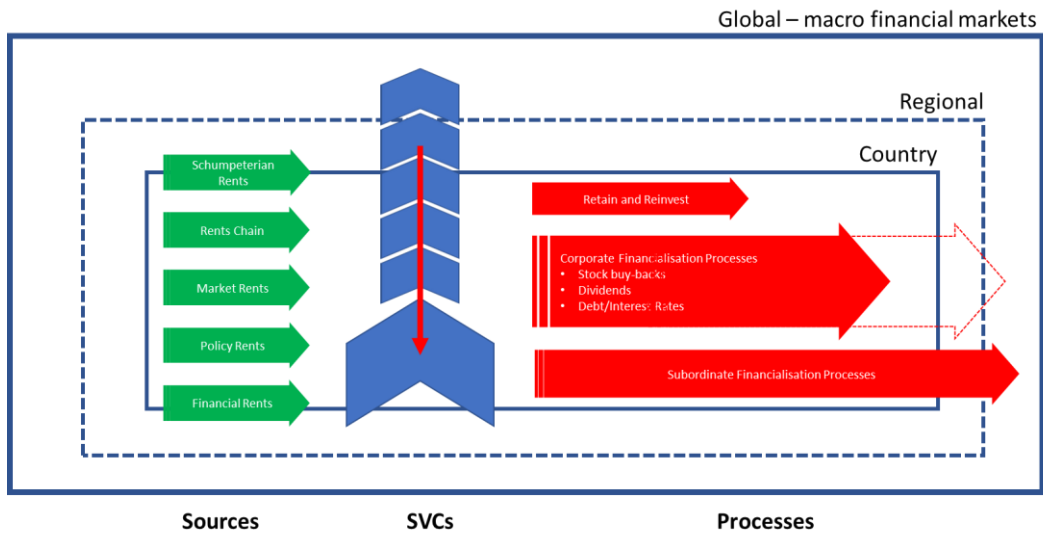 Global – macro financial markets
Regional
Country
Schumpeterian
Rents
Rents Chain
Market Rents
Policy Rents
Financial Rents
Retain and Reinvest
Corporate Financialisation Processes
• Stock buy-backs
• Dividends
• Debt/Interest Rates
Subordinate Financialisation Processes
Sources
SVCs
Processes